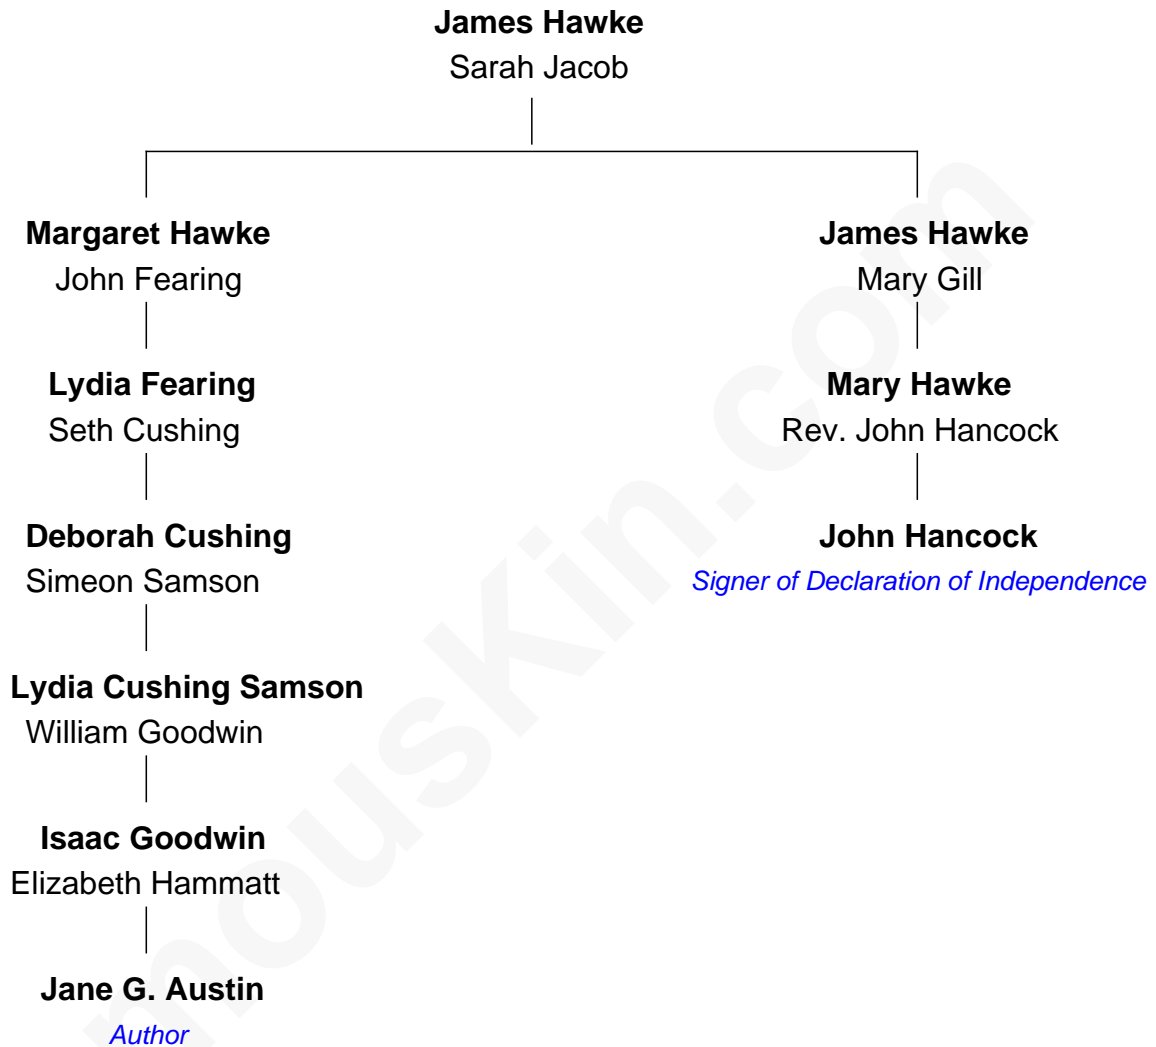 James Hawke
Sarah Jacob
Margaret Hawke
John Fearing
James Hawke
Mary Gill
Lydia Fearing
Seth Cushing
Mary Hawke
Rev. John Hancock
Deborah Cushing
Simeon Samson
John Hancock
Signer of Declaration of Independence
Lydia Cushing Samson
William Goodwin
Isaac Goodwin
Elizabeth Hammatt
Jane G. Austin
Author
mousKin.com